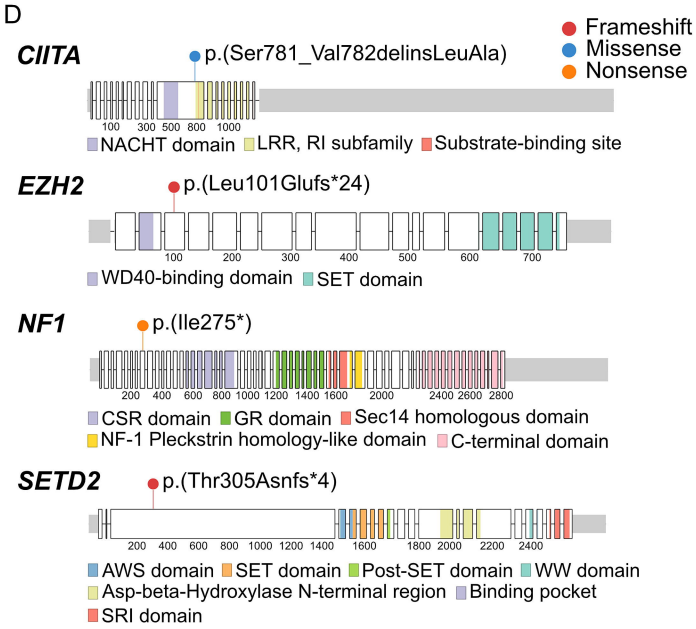 D
Frameshift
Missense
Nonsense
CIITA
p.(Ser781_Val782delinsLeuAla)
100 300 500 800 1000
NACHT domain LRR, RI subfamily Substrate-binding site
EZH2
p.(Leu101Glufs*24)
100 200 300 400 500 600 700
WD40-binding domain SET domain
NF1
p.(Ile275*)
200 400 600 800 1000 1200 1400 1600 2000 2400 2600 2800
CSR domain GR domain Sec14 homologous domain
NF-1 Pleckstrin homology-like domain C-terminal domain
SETD2
p.(Thr305Asnfs*4)
200 400 600 800 1000 1200 1400 1600 1800 2000 2200 2400
AWS domain SET domain Post-SET domain WW domain
Asp-beta-Hydroxylase N-terminal region Binding pocket
SRI domain